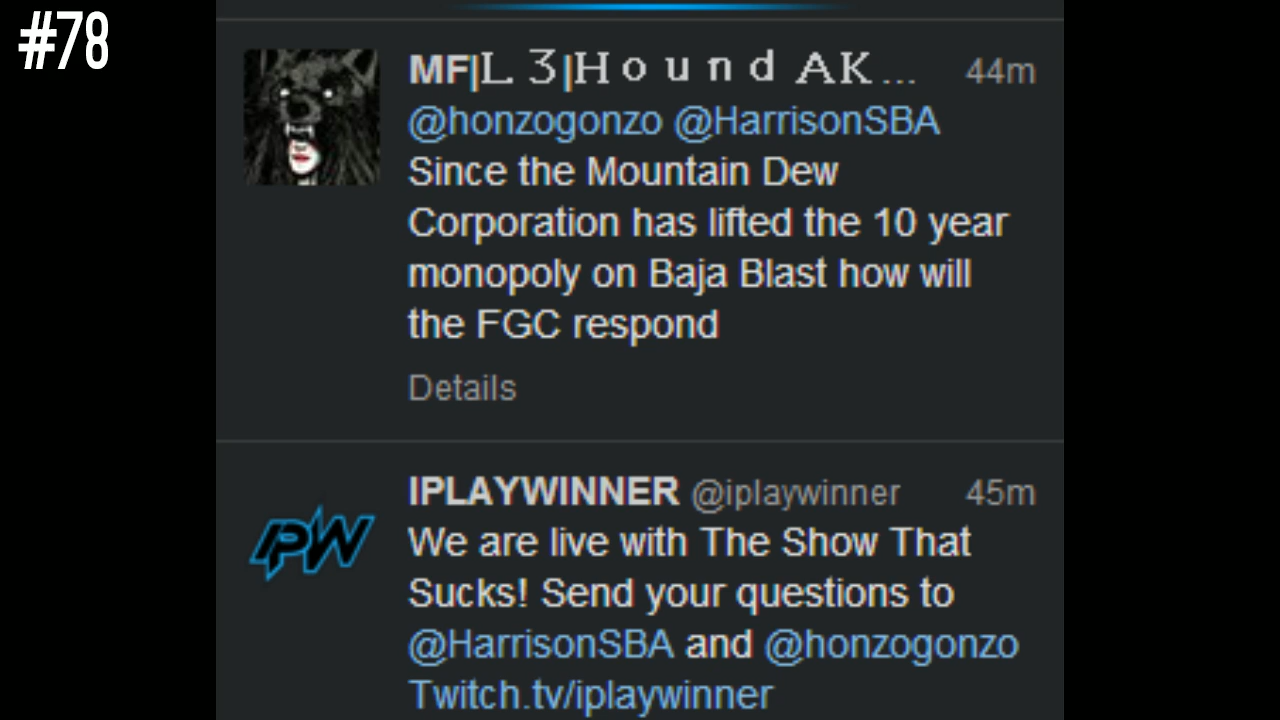 #78
MF|L 3|Hound AK... 44m
@honzogonzo @HarrisonSBA
Since the Mountain Dew
Corporation has lifted the 10 year
monopoly on Baja Blast how will
the FGC respond
Details
IPW
IPLAYWINNER @iplaywinner 45m
We are live with The Show That
Sucks! Send your questions to
@HarrisonSBA and @honzogonzo
Twitch.tv/iplaywinner